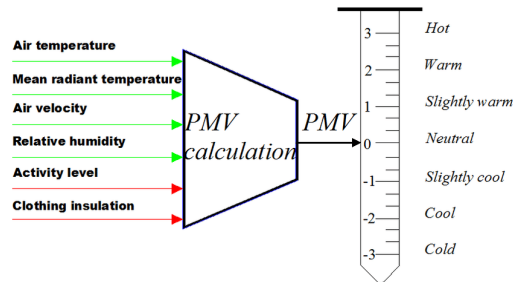 Air temperature
Mean radiant temperature
Air velocity
Relative humidity
Activity level
Clothing insulation
PMV
calculation
PMV
3
2
1
0
-1
-2
-3
Hot
Warm
Slightly warm
Neutral
Slightly cool
Cool
Cold